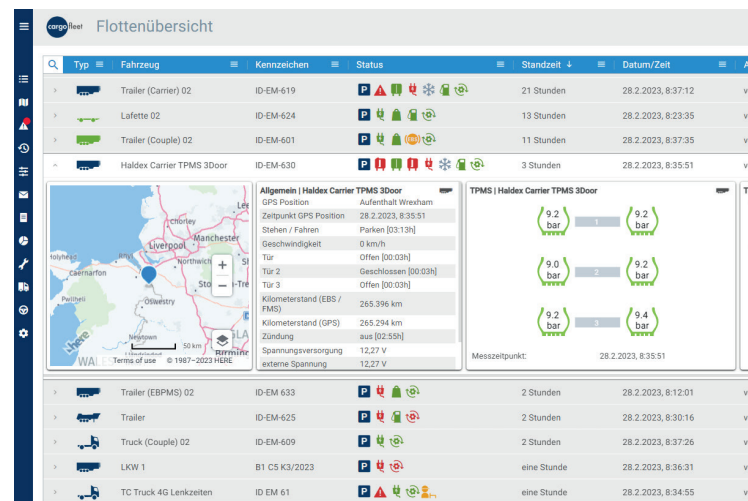 cargofleet Flottenübersicht
Typ Fahrzeug Kennzeichen Status Standzeit ↓ Datum/Zeit A
Trailer (Carrier) 02 ID-EM-619 P 21 Stunden 28.2.2023, 8:37:12 v
Lafette 02 ID-EM-624 P 13 Stunden 28.2.2023, 8:23:35 v
Trailer (Couple) 02 ID-EM-601 P EBS 11 Stunden 28.2.2023, 8:37:35 v
Haldex Carrier TPMS 3Door ID-EM-630 P 3 Stunden 28.2.2023, 8:35:51 v
Lee
Chorley
Liverpool
Manchester
Holyhead
Rhyl
Northwich
Caernarfon
Sto
-Tre
Pwllheli
Oswestry
Newtown
50 km
WALES
Birming
here
Terms of use © 1987–2023 HERE
Allgemein | Haldex Carrier TPMS 3Door
GPS Position Aufenthalt Wrexham
Zeitpunkt GPS Position 28.2.2023, 8:35:51
Stehen / Fahren Parken [03:13h]
Geschwindigkeit 0 km/h
Tür Offen [00:03h]
Tür 2 Geschlossen [00:03h]
Tür 3 Offen [00:03h]
Kilometerstand (EBS /
FMS) 265.396 km
Kilometerstand (GPS) 265.294 km
Zündung aus [02:55h]
Spannungsversorgung 12,27 V
externe Spannung 12,27 V
TPMS | Haldex Carrier TPMS 3Door
9.2 bar 1 9.2 bar
9.0 bar 2 9.2 bar
9.2 bar 3 9.4 bar
Messzeitpunkt: 28.2.2023, 8:35:51
T
Trailer (EBPMS) 02 ID-EM 633 P 2 Stunden 28.2.2023, 8:12:01 v
Trailer ID-EM-625 P 2 Stunden 28.2.2023, 8:30:16 v
Truck (Couple) 02 ID-EM-609 P 2 Stunden 28.2.2023, 8:37:26 v
LKW 1 B1 C5 K3/2023 P eine Stunde 28.2.2023, 8:36:31 v
TC Truck 4G Lenkzeiten ID EM 61 P eine Stunde 28.2.2023, 8:34:55 v